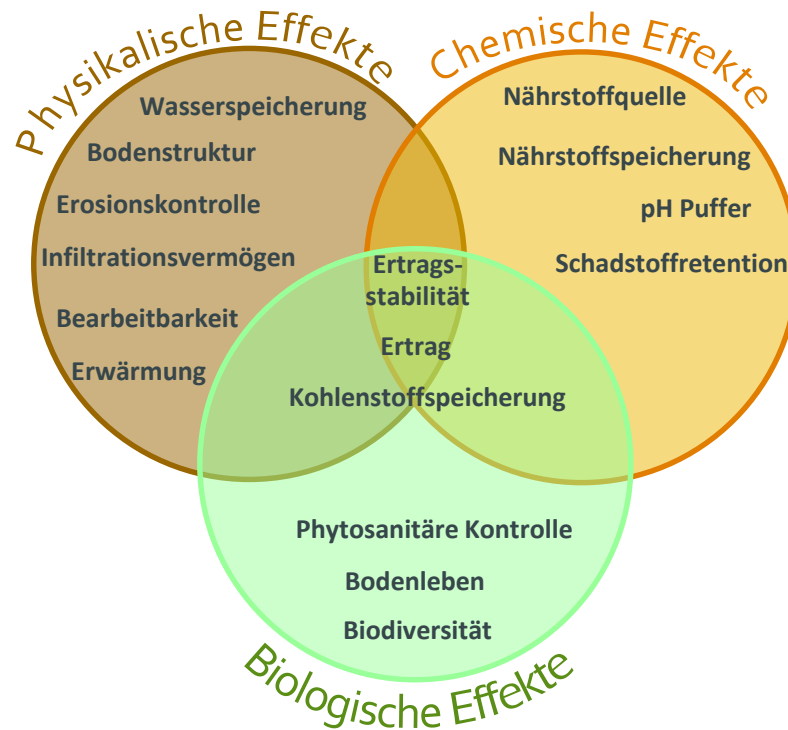 Physikalische Effekte
Wasserspeicherung
Bodenstruktur
Erosionskontrolle
Infiltrationsvermögen
Bearbeitbarkeit
Erwärmung
Chemische Effekte
Nährstoffquelle
Nährstoffspeicherung
pH Puffer
Schadstoffretention
Ertrags-
stabilität
Ertrag
Kohlenstoffspeicherung
Phytosanitäre Kontrolle
Bodenleben
Biodiversität
Biologische Effekte